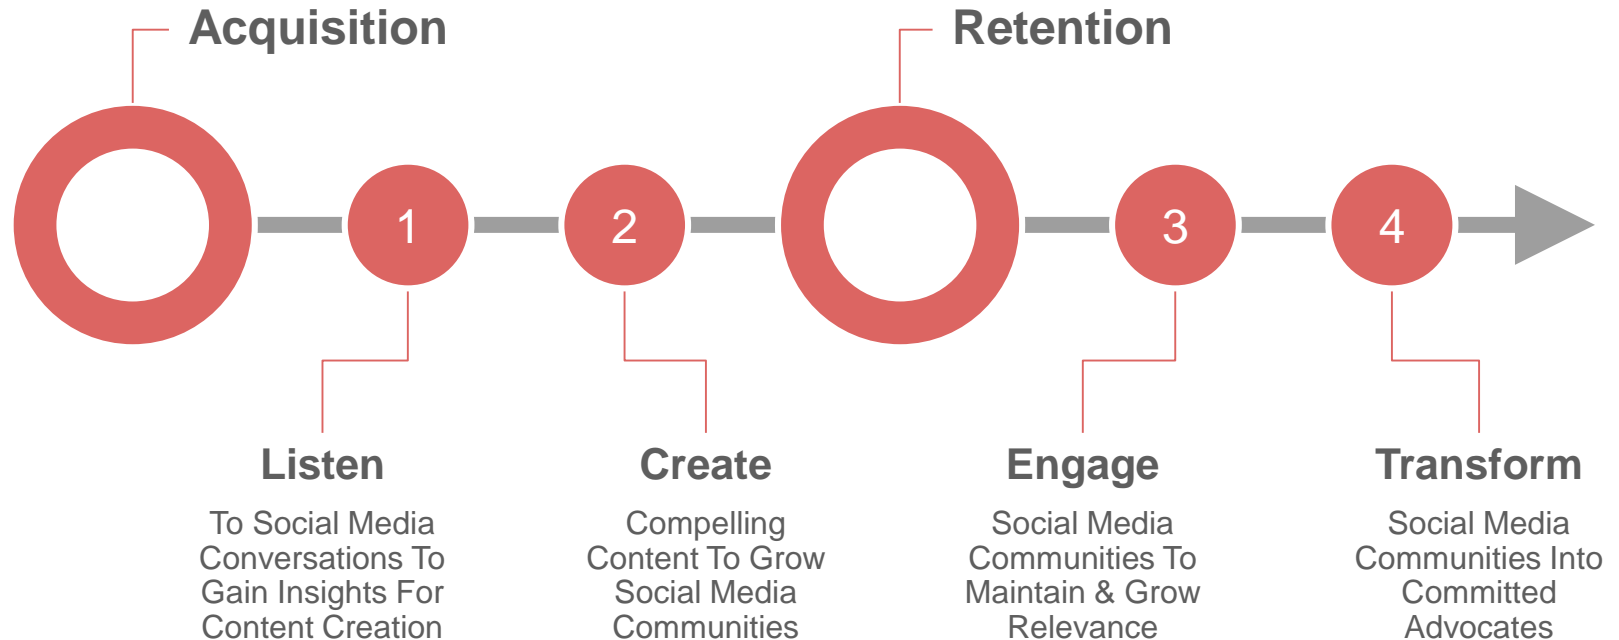 Acquisition
Retention
1
2
3
4
Listen
To Social Media
Conversations To
Gain Insights For
Content Creation
Create
Compelling
Content To Grow
Social Media
Communities
Engage
Social Media
Communities To
Maintain & Grow
Relevance
Transform
Social Media
Communities Into
Committed
Advocates